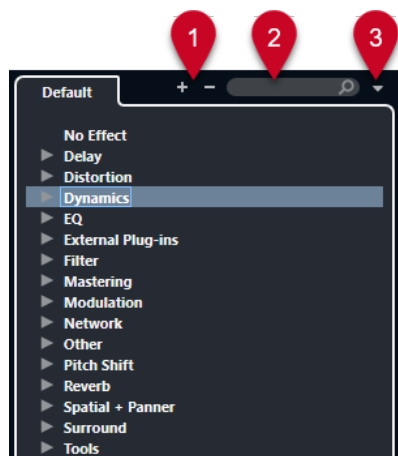 1 2 3
Default + −
No Effect
Delay
Distortion
Dynamics
EQ
External Plug-ins
Filter
Mastering
Modulation
Network
Other
Pitch Shift
Reverb
Spatial + Panner
Surround
Tools